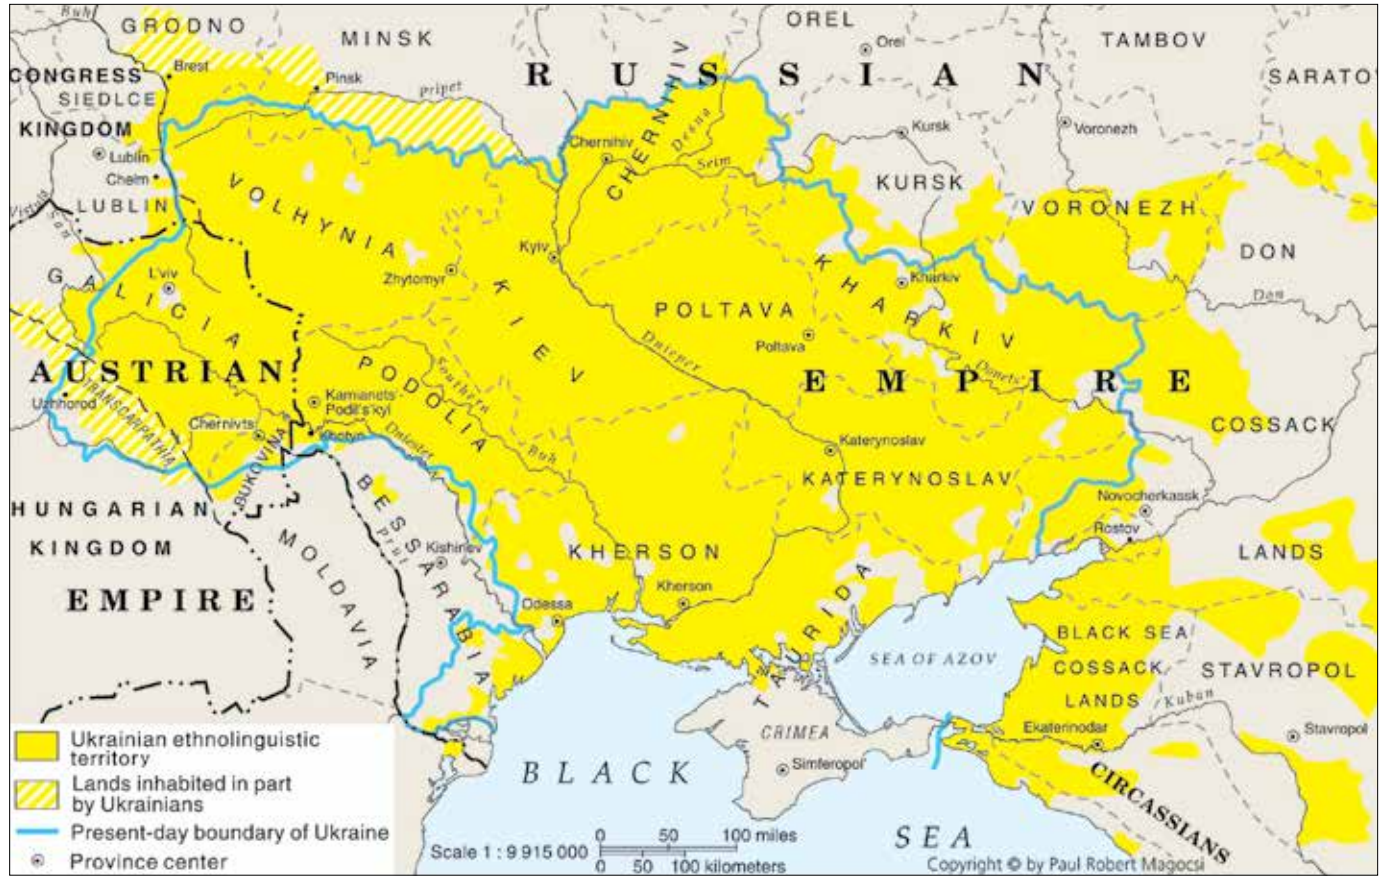 Buh
GRODNO
MINSK
OREL
Orel
TAMBOV
RUSSIAN
SARATO
CONGRESS
SIEDLCE
KINGDOM
Brest
Pinsk
Pripet
CHERNIHIV
Chernihiv
Desna
Seim
Kursk
Voronezh
Lublin
Chelm
LUBLIN
Vistula
San
VOLHYNIA
KURSK
VORONEZH
DON
Kyiv
Zhytomyr
KIEV
L'viv
GALICIA
KHARKIV
Kharkiv
Don
POLTAVA
Poltava
Dnieper
Donets'
AUSTRIAN
EMPIRE
PODOLIA
Southern
Buh
Kamianets'
Podil's'kyi
Uzhhorod
TRANSCARPATHIA
Chernivts
Khotyn
Dniester
BUKOVINA
COSSACK
Katerynoslav
KATERYNOSLAV
Novocherkassk
Rostov
HUNGARIAN
KINGDOM
EMPIRE
MOLDAVIA
BESSARABIA
Prut
Kishinev
KHERSON
Kherson
Odessa
LANDS
TAURIDA
SEA OF AZOV
BLACK SEA
COSSACK
LANDS
STAVROPOL
Kuban
Ekaterinodar
Stavropol
CRIMEA
Simferopol'
CIRCASSIANS
BLACK
SEA
Ukrainian ethnolinguistic
territory
Lands inhabited in part
by Ukrainians
Present-day boundary of Ukraine
Province center
0 50 100 miles
Scale 1 : 9 915 000
0 50 100 kilometers
Copyright © by Paul Robert Magocsi